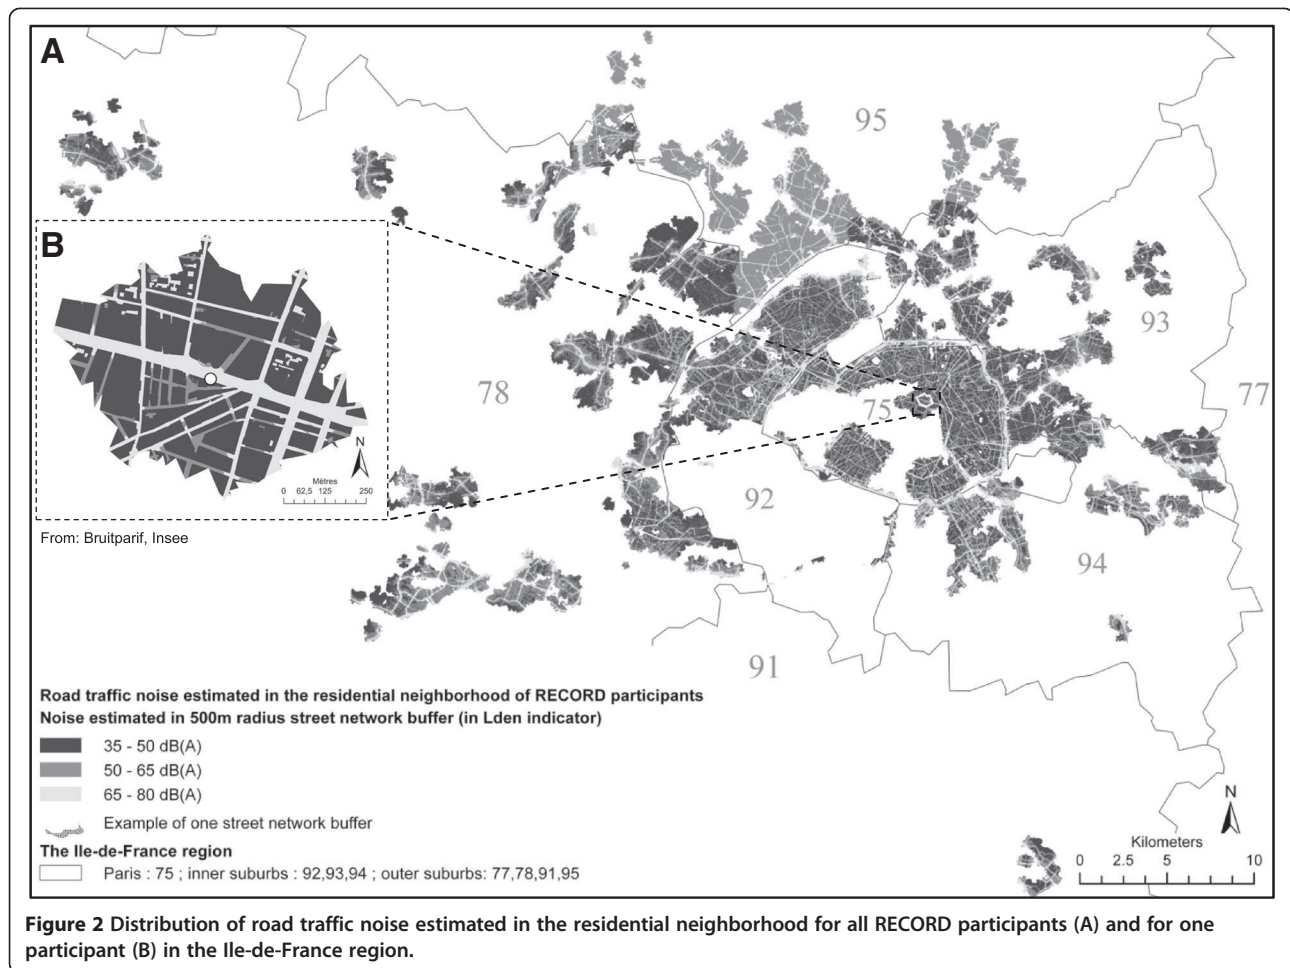 A
95
B
93
78
77
75
N
Mètres
0 62,5 125 250
92
From: Bruitparif, Insee
94
91
Road traffic noise estimated in the residential neighborhood of RECORD participants
Noise estimated in 500m radius street network buffer (in Lden indicator)
35 - 50 dB(A)
50 - 65 dB(A)
65 - 80 dB(A)
N
Example of one street network buffer
The Ile-de-France region
Kilometers
Paris : 75 ; inner suburbs : 92,93,94 ; outer suburbs: 77,78,91,95
0 2.5 5 10
Figure 2 Distribution of road traffic noise estimated in the residential neighborhood for all RECORD participants (A) and for one
participant (B) in the Ile-de-France region.